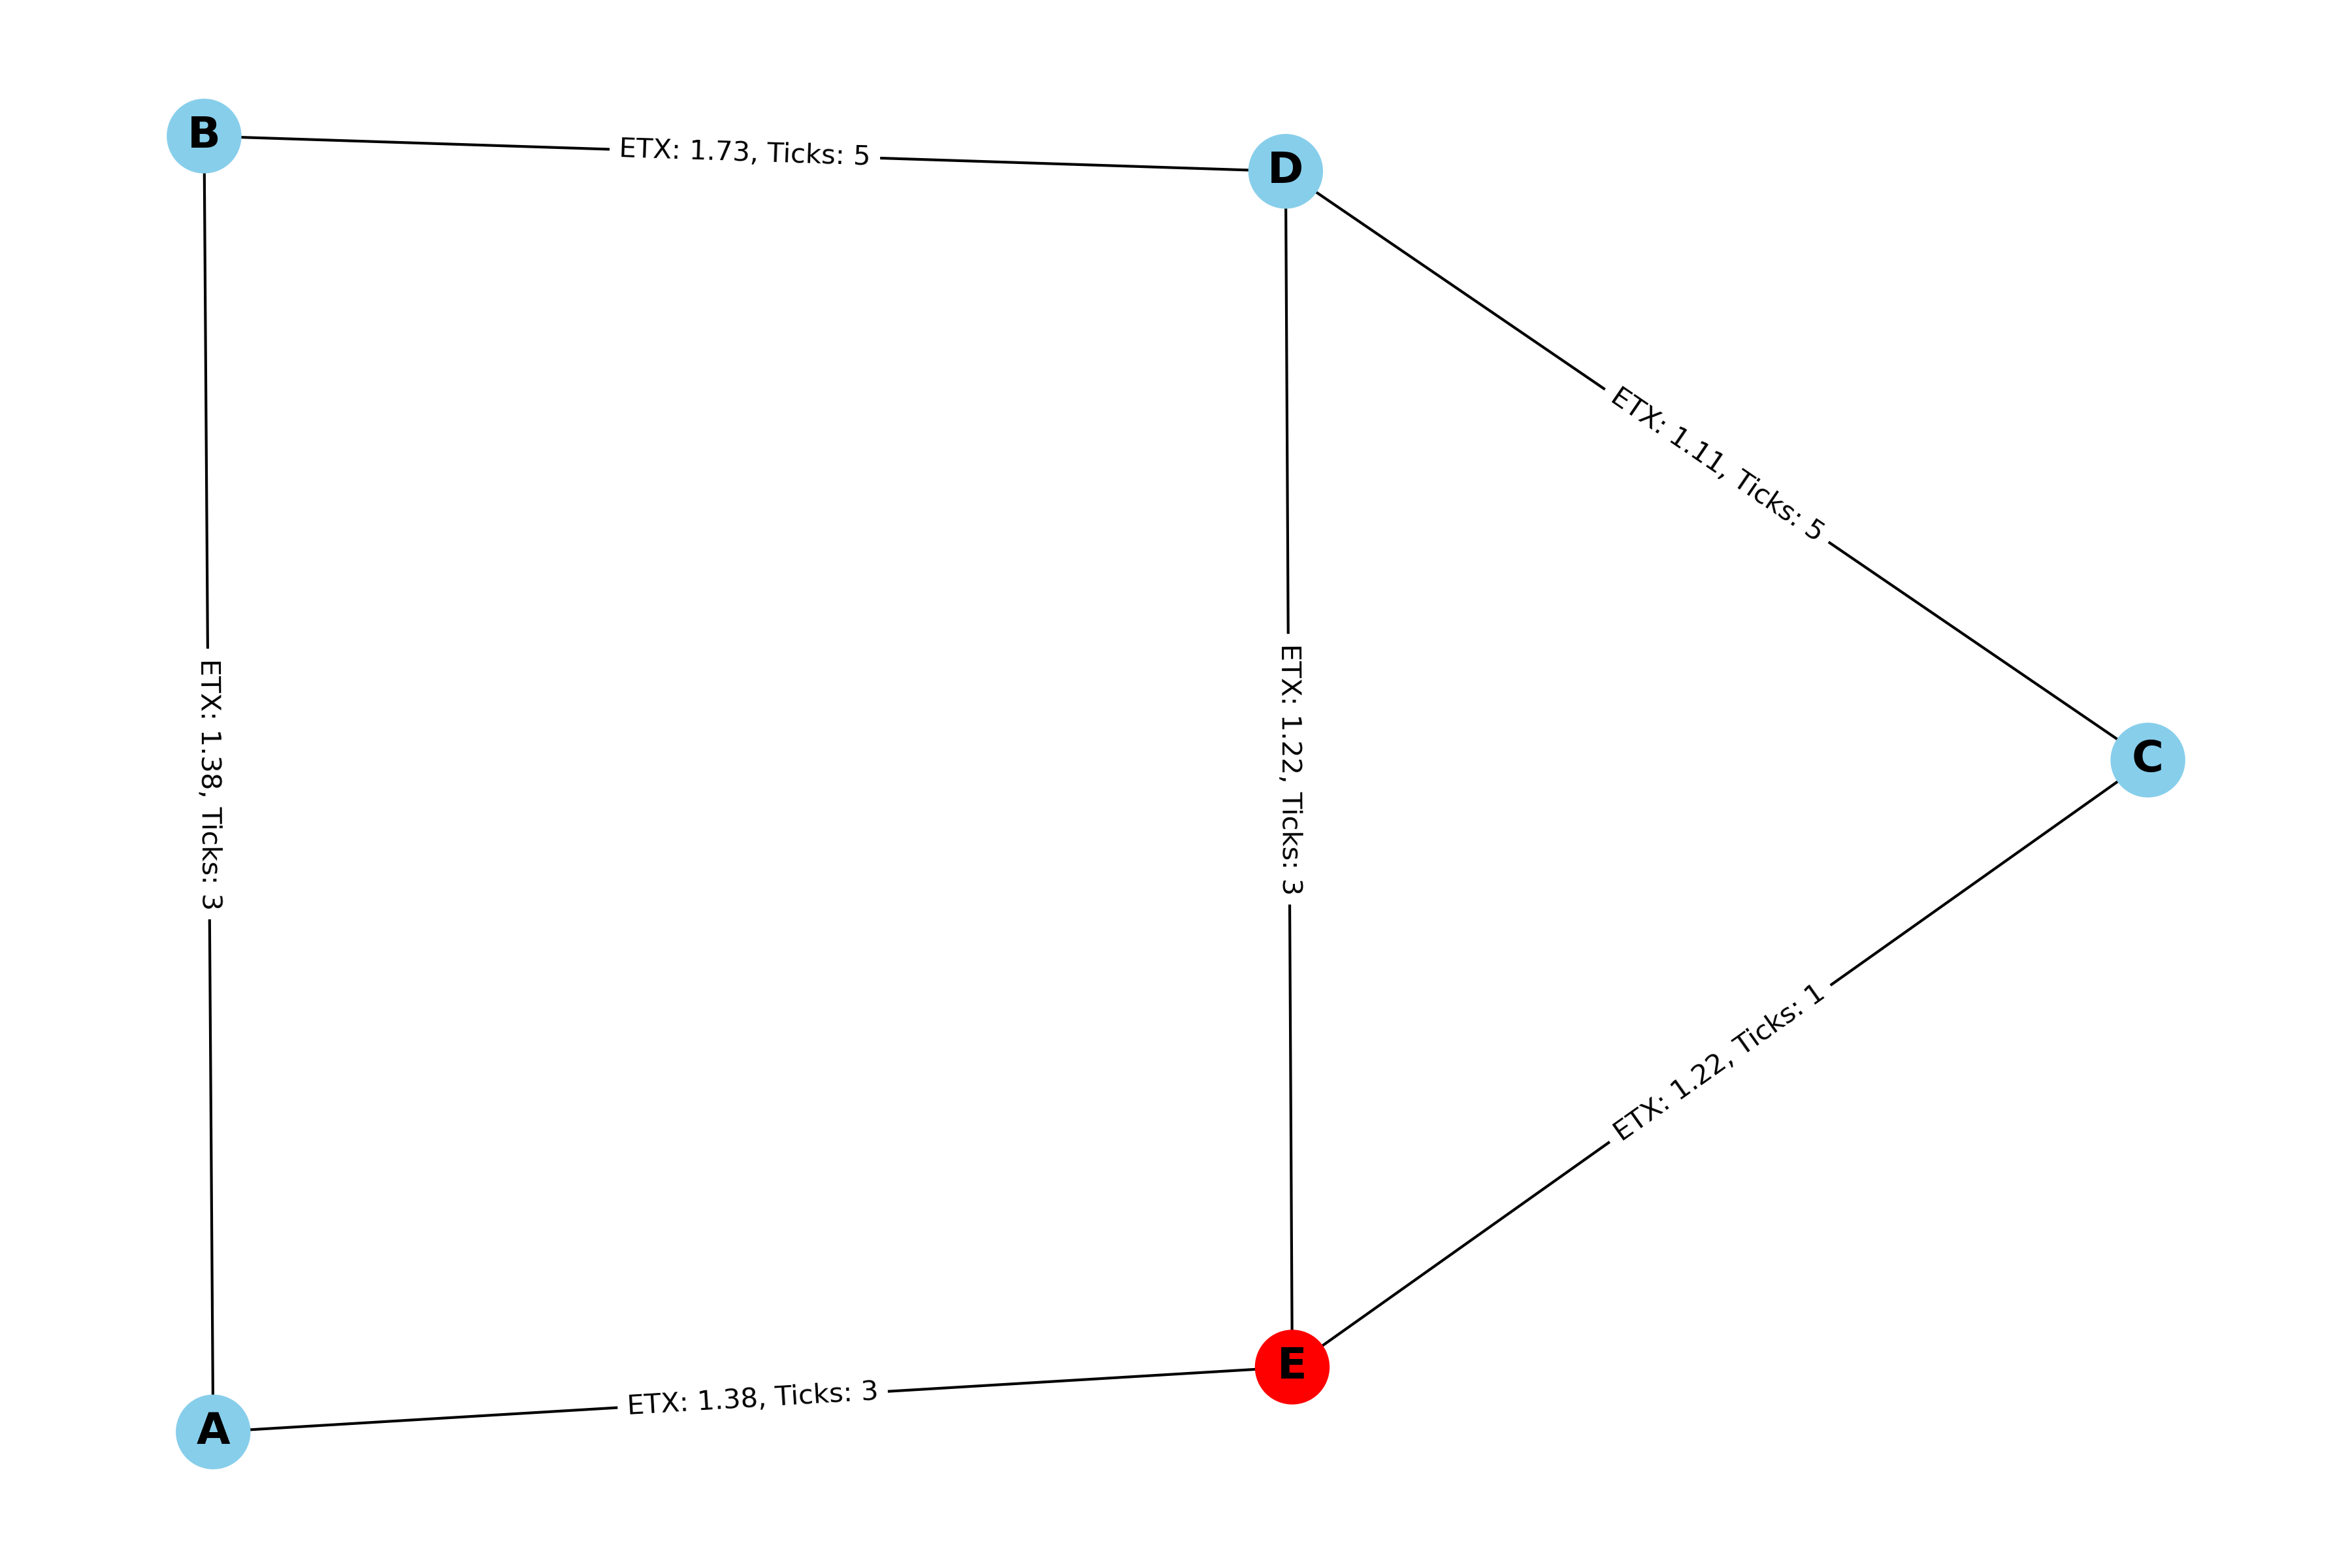 B
ETX: 1.73, Ticks: 5
D
ETX: 1.11, Ticks: 5
ETX: 1.38, Ticks: 3
ETX: 1.22, Ticks: 3
C
ETX: 1.22, Ticks: 1
E
ETX: 1.38, Ticks: 3
A